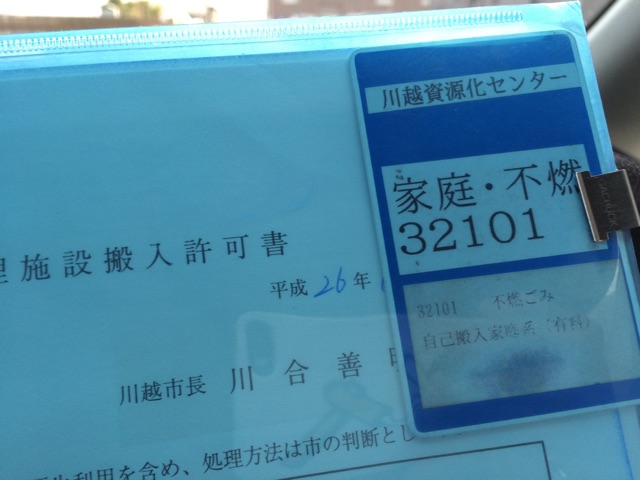 川越資源化センター
家庭・不燃
32101
32101 不燃ごみ
自己搬入家庭系(有料)
理施設搬入許可書
平成 26年
川越市長 川合善明
再生利用を含め、処理方法は市の判断とし